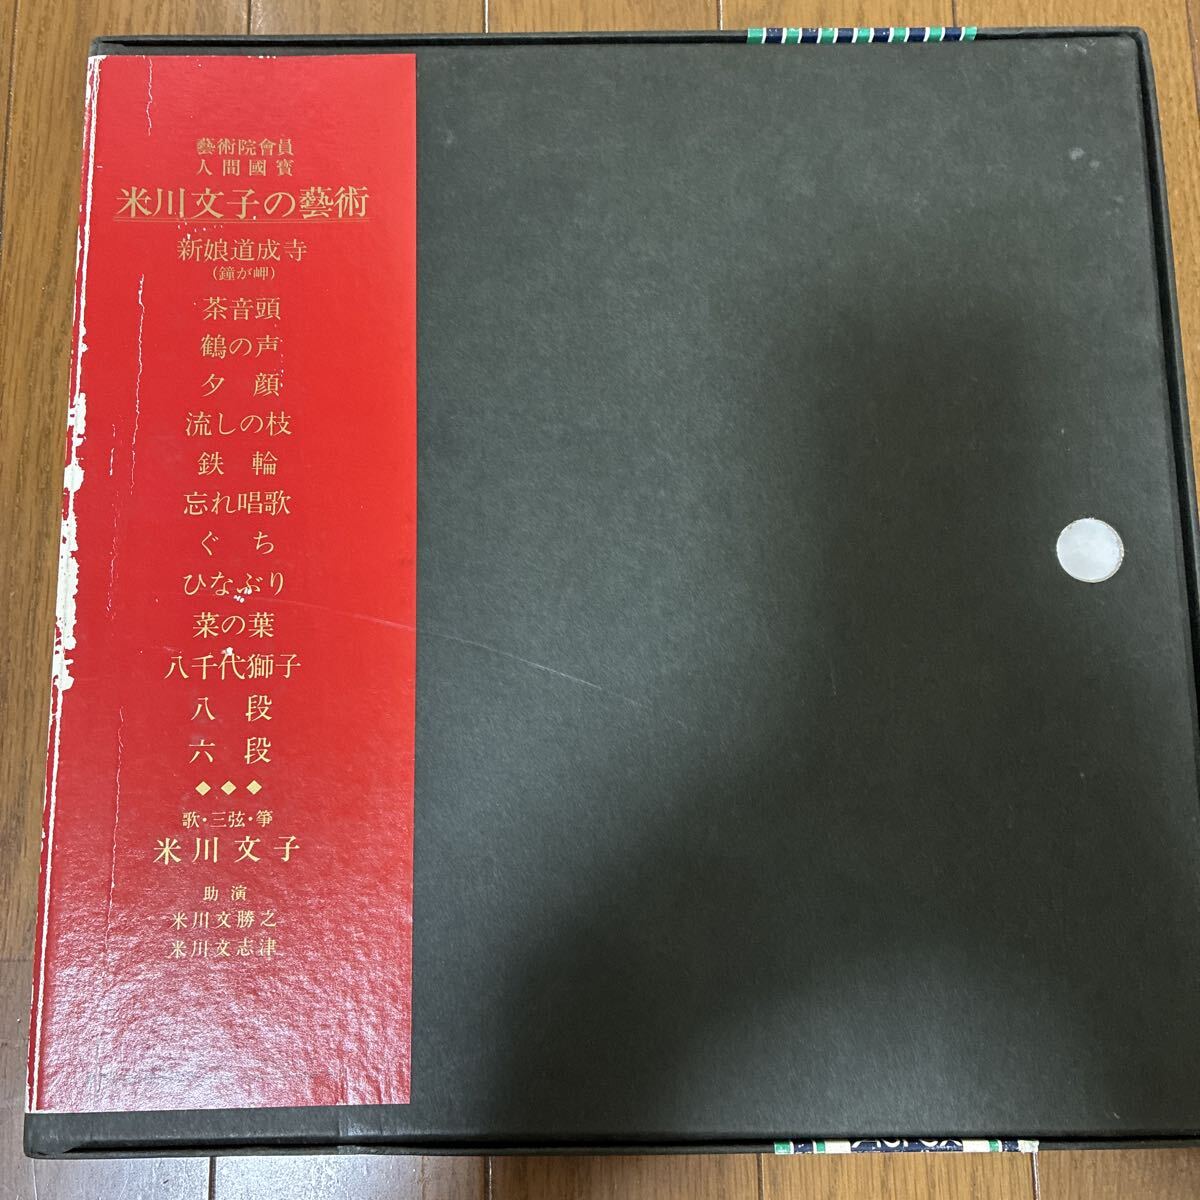 藝術院會員
人間國寳
米川文子の藝術
新娘道成寺
(鐘が岬)
茶音頭
鶴の声
夕顔
流しの枝
鉄輪
忘れ唱歌
ぐち
ひなぶり
菜の葉
八千代獅子
八段
六段
◆◆◆
歌・三弦・箏
米川文子
助演
米川文勝之
米川文志津